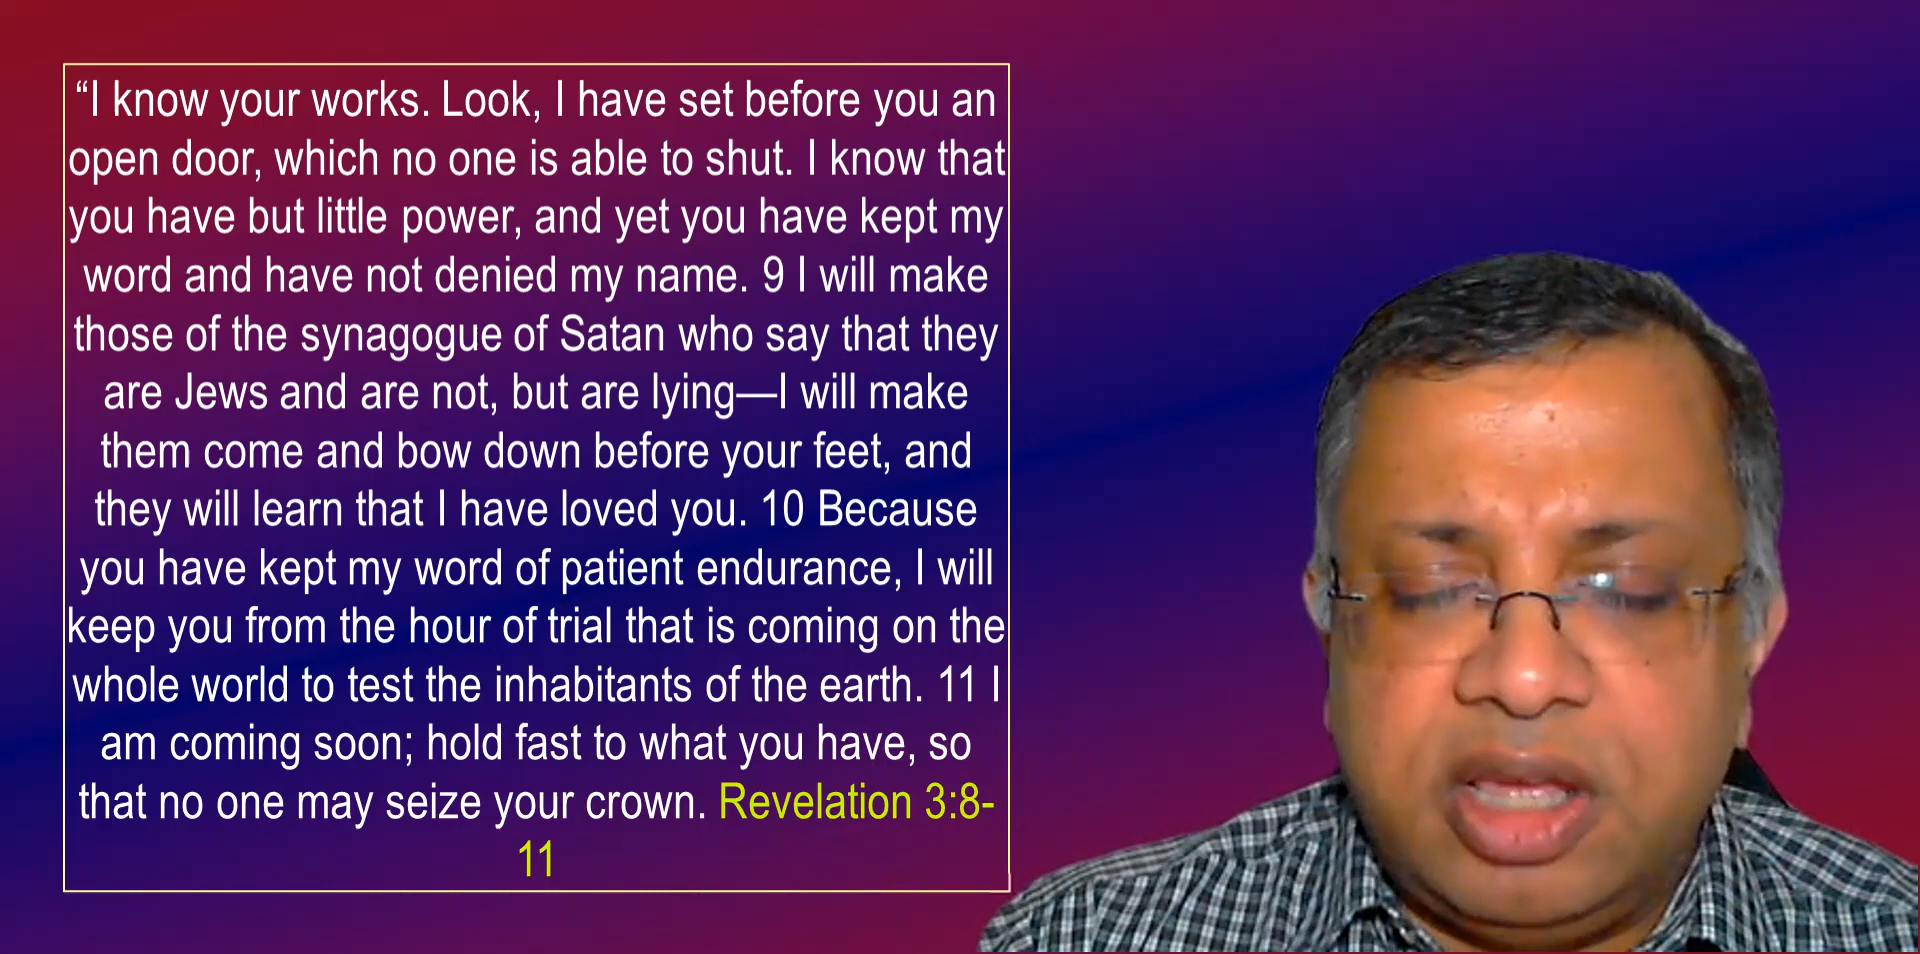 “I know your works. Look, I have set before you an
open door, which no one is able to shut. I know that
you have but little power, and yet you have kept my
word and have not denied my name. 9 I will make
those of the synagogue of Satan who say that they
are Jews and are not, but are lying—I will make
them come and bow down before your feet, and
they will learn that I have loved you. 10 Because
you have kept my word of patient endurance, I will
keep you from the hour of trial that is coming on the
whole world to test the inhabitants of the earth. 11 I
am coming soon; hold fast to what you have, so
that no one may seize your crown. Revelation 3:8-
11